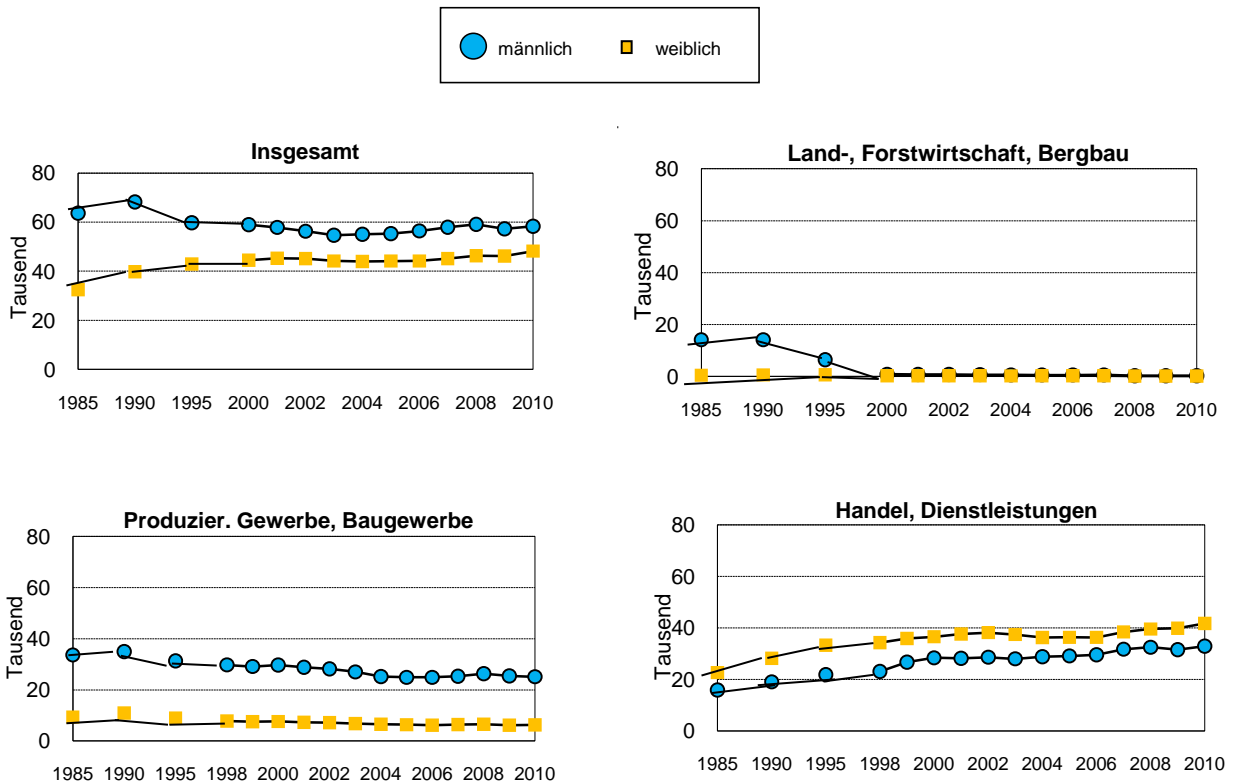 männlich weiblich
Insgesamt
Tausend
80
60
40
20
0
1985 1990 1995 2000 2002 2004 2006 2008 2010
Land-, Forstwirtschaft, Bergbau
Tausend
80
60
40
20
0
1985 1990 1995 2000 2002 2004 2006 2008 2010
Produzier. Gewerbe, Baugewerbe
Tausend
80
60
40
20
0
1985 1990 1995 1998 2000 2002 2004 2006 2008 2010
Handel, Dienstleistungen
Tausend
80
60
40
20
0
1985 1990 1995 1998 2000 2002 2004 2006 2008 2010